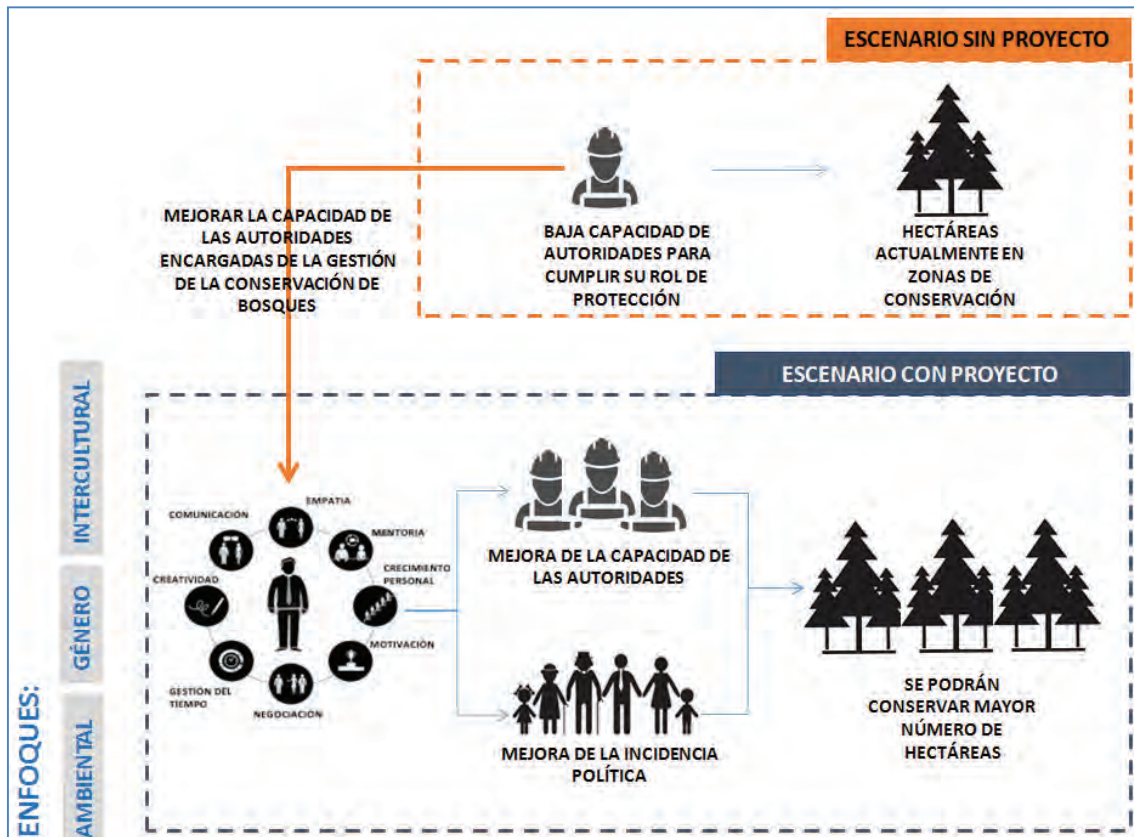 ESCENARIO SIN PROYECTO
MEJORAR LA CAPACIDAD DE
LAS AUTORIDADES
ENCARGADAS DE LA GESTIÓN
DE LA CONSERVACIÓN DE
BOSQUES
BAJA CAPACIDAD DE
AUTORIDADES PARA
CUMPLIR SU ROL DE
PROTECCIÓN
HECTÁREAS
ACTUALMENTE EN
ZONAS DE
CONSERVACIÓN
ESCENARIO CON PROYECTO
ENFOQUES:
INTERCULTURAL
GÉNERO
AMBIENTAL
EMPATIA
COMUNICACIÓN
MENTORIA
CRECIMIENTO
PERSONAL
CREATIVIDAD
MOTIVACIÓN
GESTIÓN DEL
TIEMPO
NEGOCIACIÓN
MEJORA DE LA CAPACIDAD DE
LAS AUTORIDADES
MEJORA DE LA INCIDENCIA
POLÍTICA
SE PODRÁN
CONSERVAR MAYOR
NÚMERO DE
HECTÁREAS